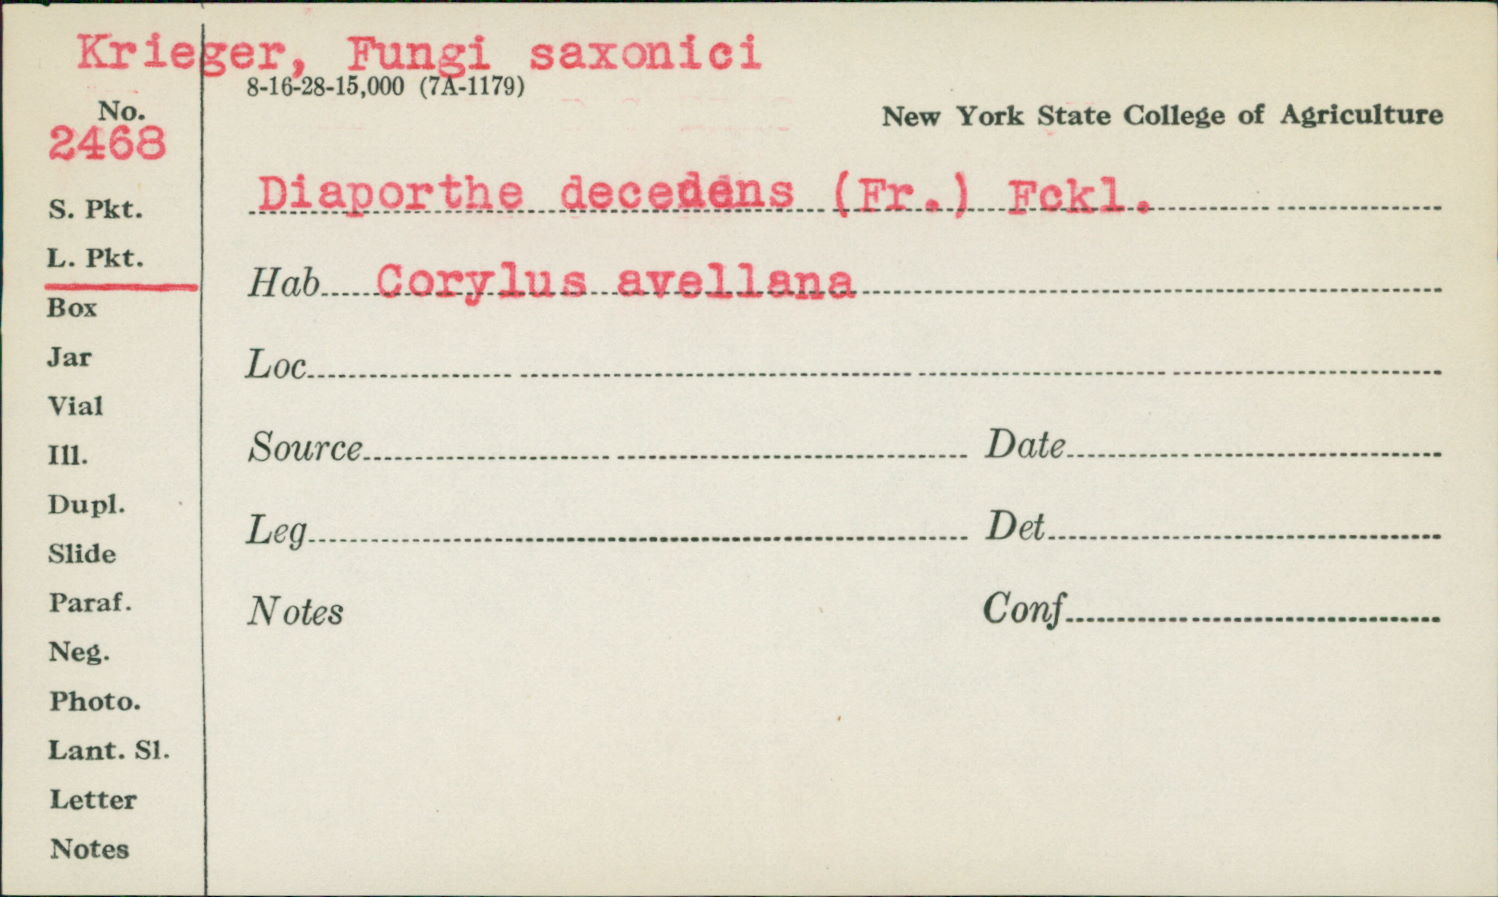 Krieger, Fungi saxonici
8-16-28-15,000 (7A-1179)
No.
2468
New York State College of Agriculture
Diaporthe decedens (Fr.) Fckl.
S. Pkt.
L. Pkt.
Hab Corylus avellana
Box
Jar
Loc
Vial
Ill.
Source Date
Dupl.
Leg Det
Slide
Paraf.
Notes Conf
Neg.
Photo.
Lant. Sl.
Letter
Notes